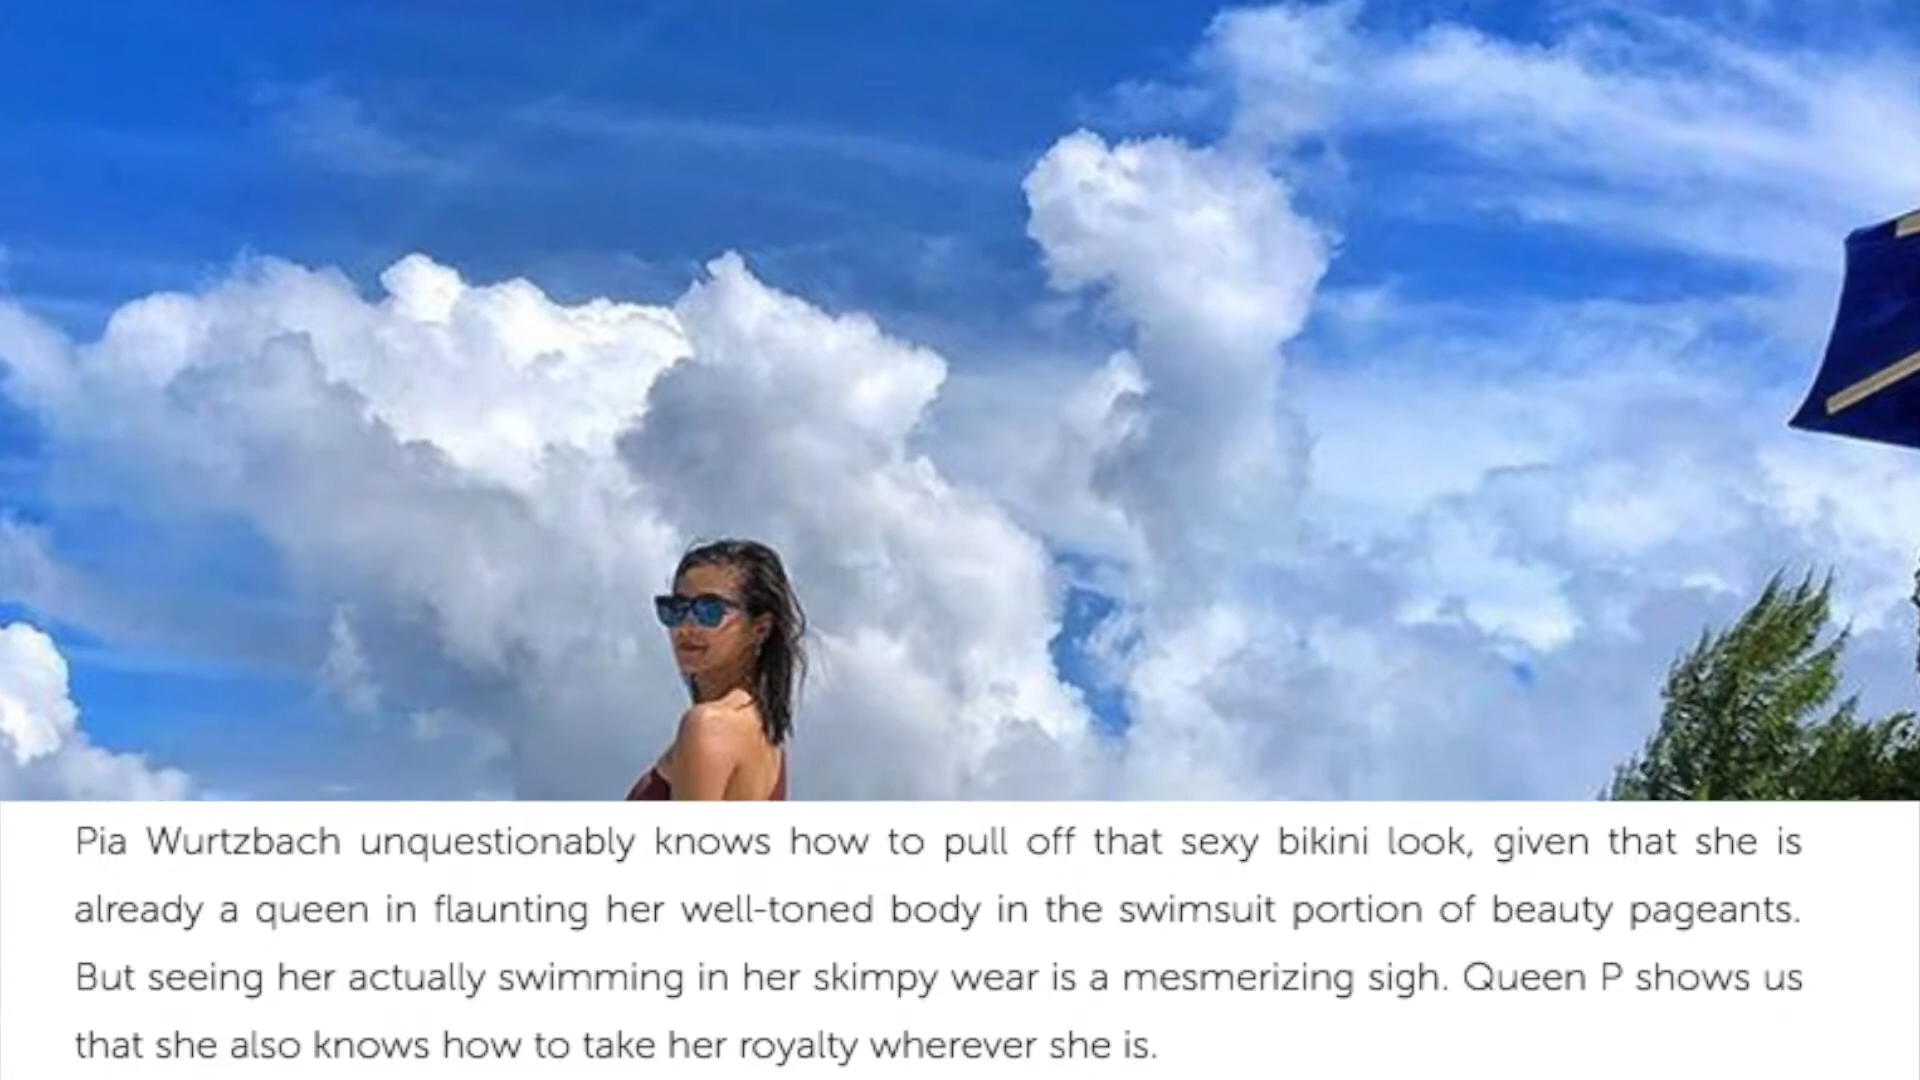 Pia Wurtzbach unquestionably knows how to pull off that sexy bikini look, given that she is
already a queen in flaunting her well-toned body in the swimsuit portion of beauty pageants.
But seeing her actually swimming in her skimpy wear is a mesmerizing sigh. Queen P shows us
that she also knows how to take her royalty wherever she is.